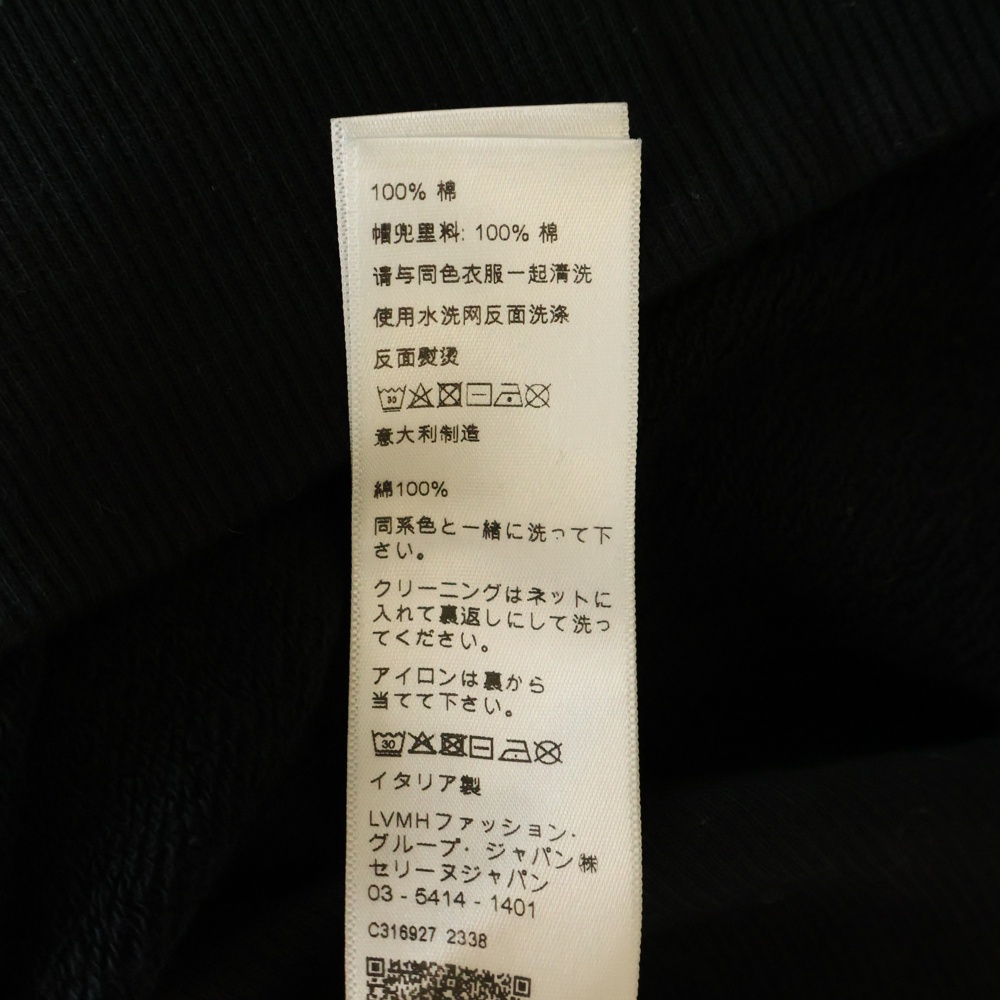 100% 棉
帽兜里料: 100% 棉
请与同色衣服一起清洗
使用水洗网反面洗涤
反面熨烫
30
意大利制造
綿100%
同系色と一緒に洗って下
さい。
クリーニングはネットに
入れて裏返しにして洗っ
てください。
アイロンは裏から
当てて下さい。
30
イタリア製
LVMHファッション・
グループ・ジャパン㈱
セリーヌジャパン
03 - 5414 - 1401
C316927 2338